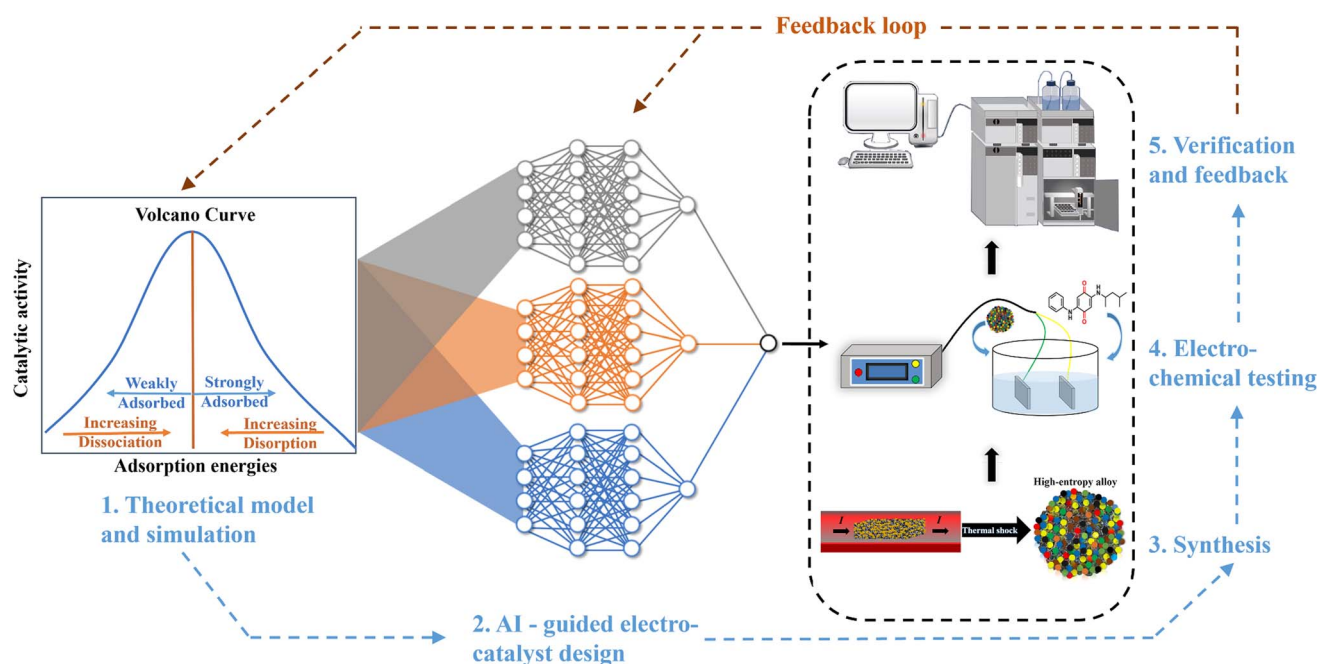 Feedback loop
Volcano Curve
Catalytic activity
Weakly
Adsorbed
Strongly
Adsorbed
Increasing
Dissociation
Increasing
Disorption
Adsorption energies
1. Theoretical model
and simulation
2. AI - guided electro-
catalyst design
5. Verification
and feedback
4. Electro-
chemical testing
3. Synthesis
High-entropy alloy
I
I
Thermal shock
O
H
N
N
H
O